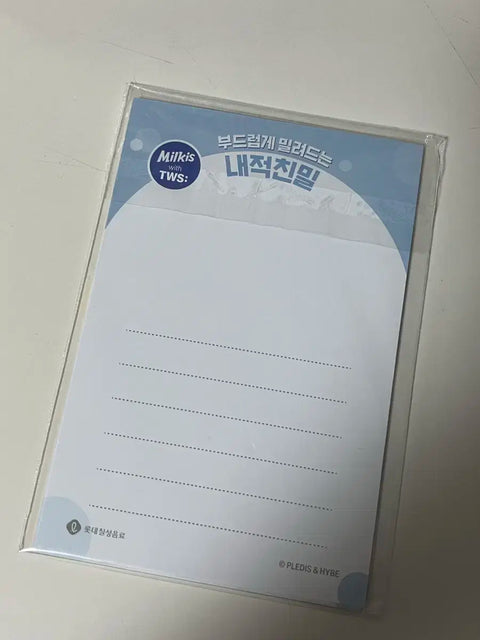 Milkis
with
TWS:
부드럽게 밀려드는
내적친밀
롯데칠성음료
© PLEDIS & HYBE